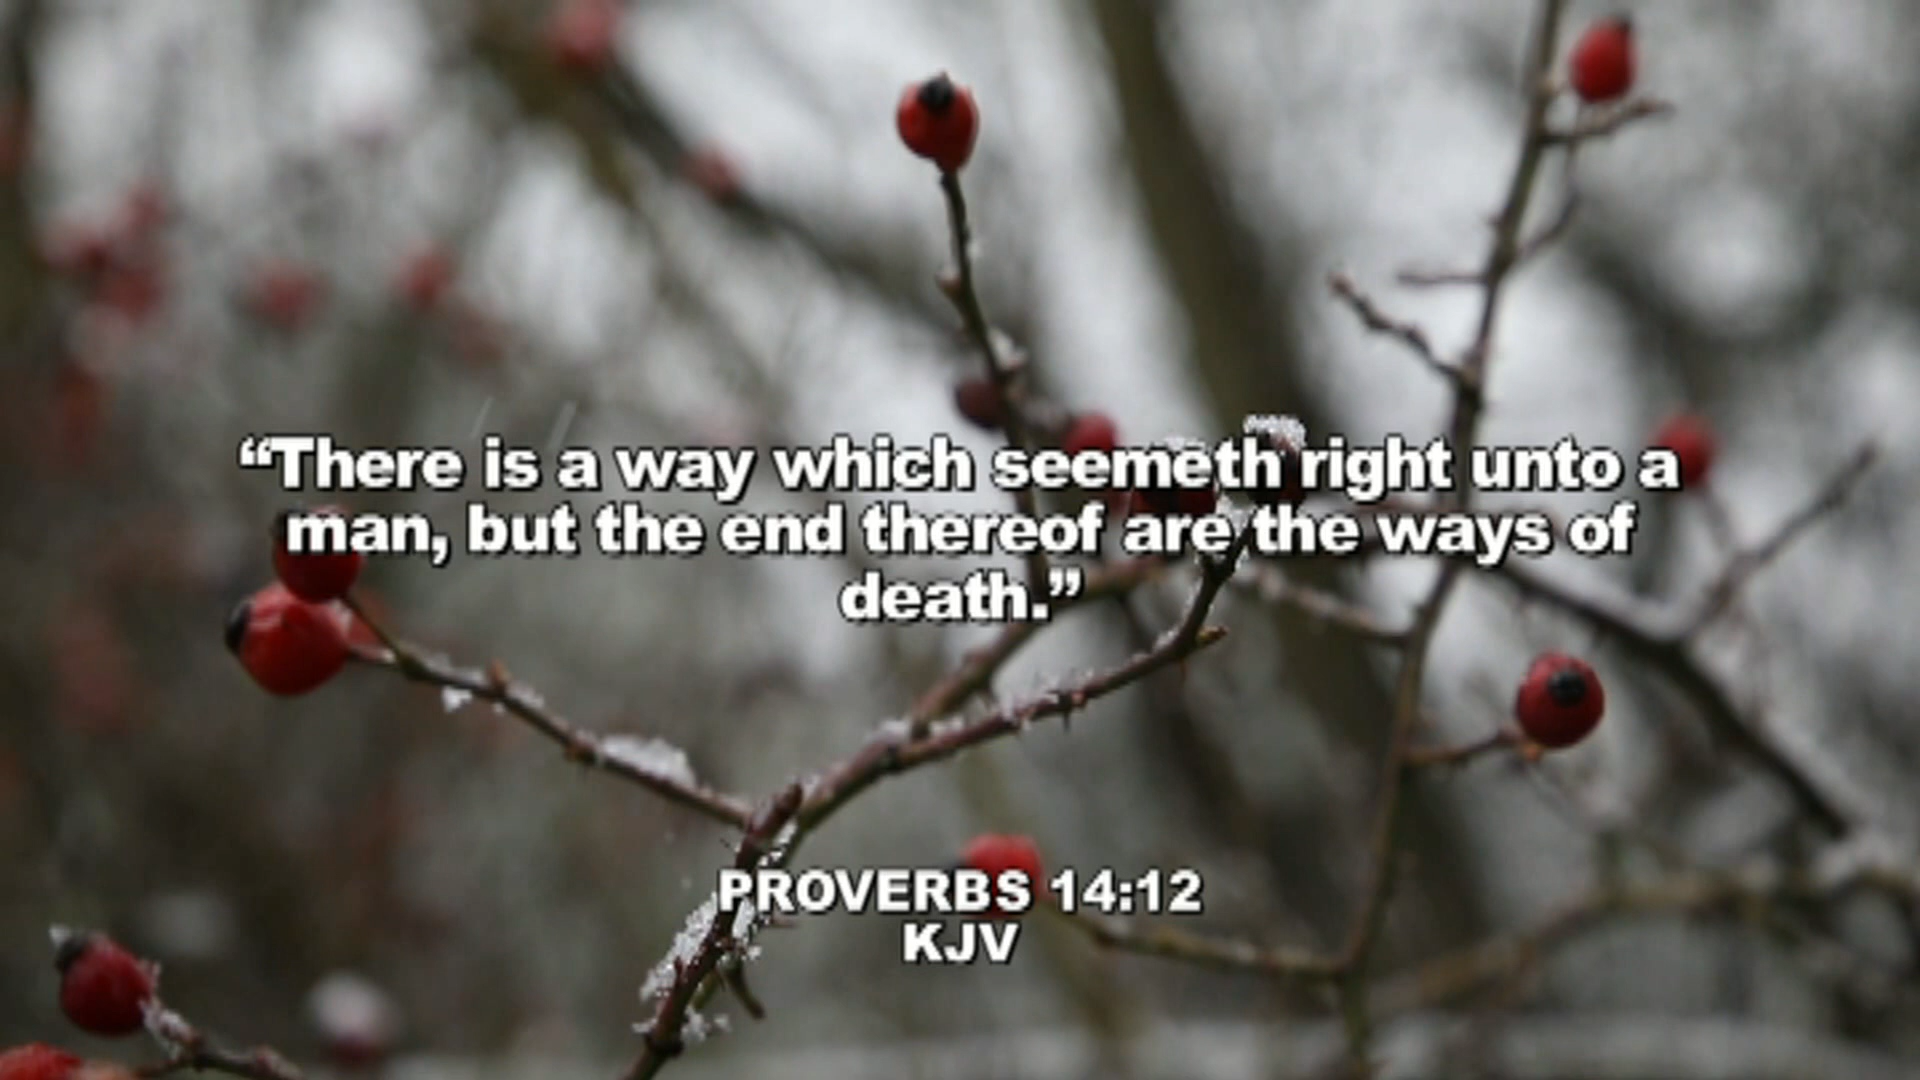 “There is a way which seemeth right unto a
man, but the end thereof are the ways of
death.”
PROVERBS 14:12
KJV